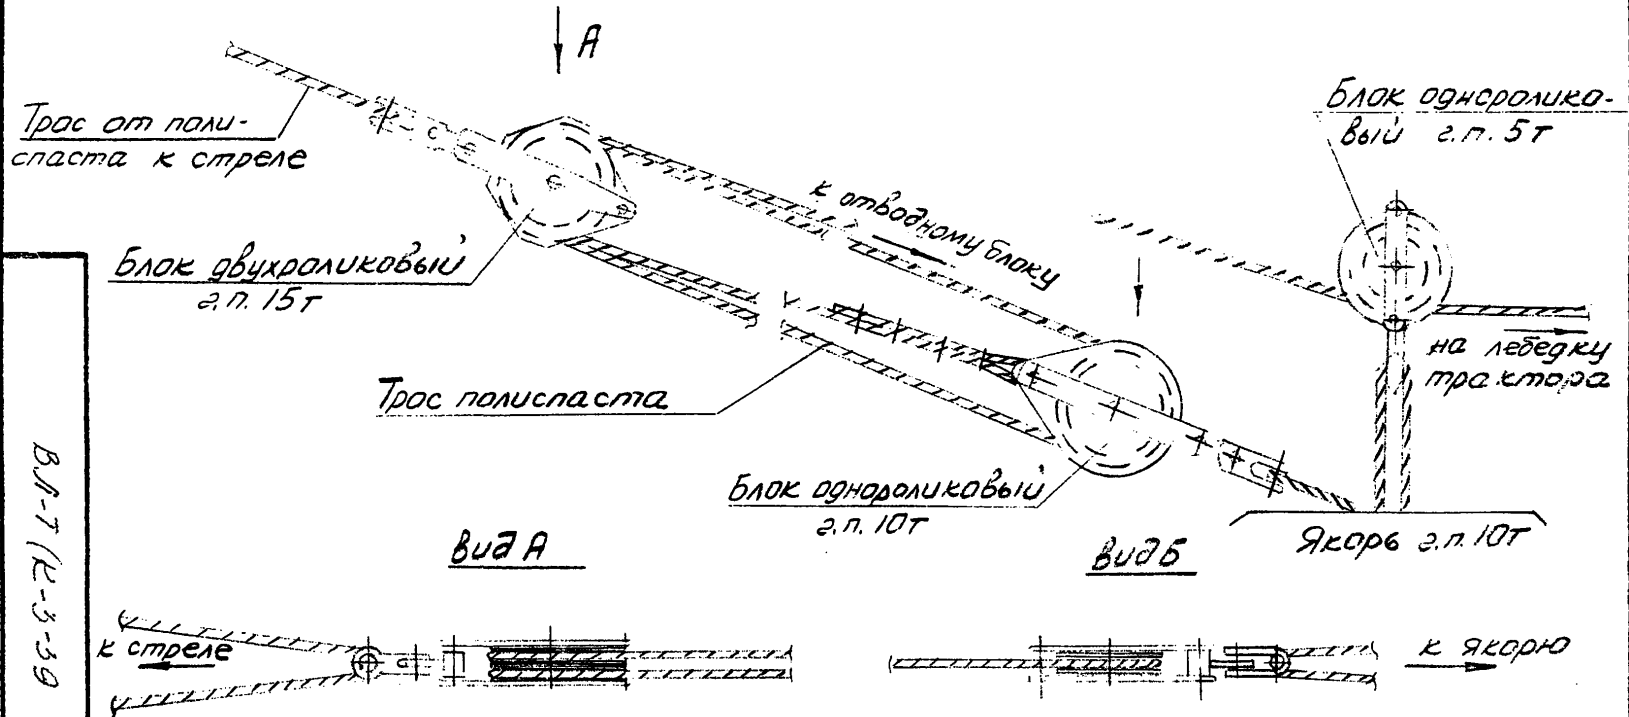 А
Трос от поли-
спаста к стреле
Блок однороликo-
вый г.п. 5т
к отводному блоку
Блок двухроликовый
г.п. 15т
на лебедку
трактора
Трос полиспаста
Блок однороликовый
г.п. 10т
Якорь г.п. 10т
вид А
вид Б
к стреле
к якорю
ВЛ-Т (К-3-39